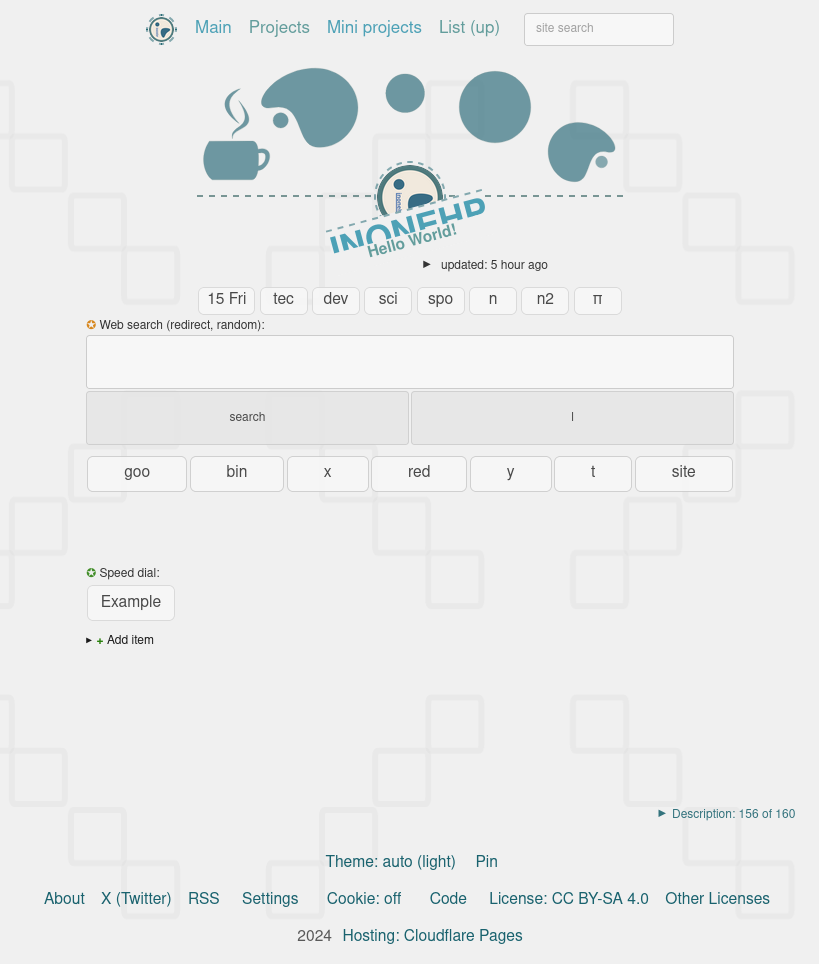 Main Projects Mini projects List (up) site search
INONEHP
Hello World!
► updated: 5 hour ago
15 Fri tec dev sci spo n n2 π
✪ Web search (redirect, random):
search l
goo bin x red y t site
✪ Speed dial:
Example
► + Add item
► Description: 156 of 160
Theme: auto (light) Pin
About X (Twitter) RSS Settings Cookie: off Code License: CC BY-SA 4.0 Other Licenses
2024 Hosting: Cloudflare Pages